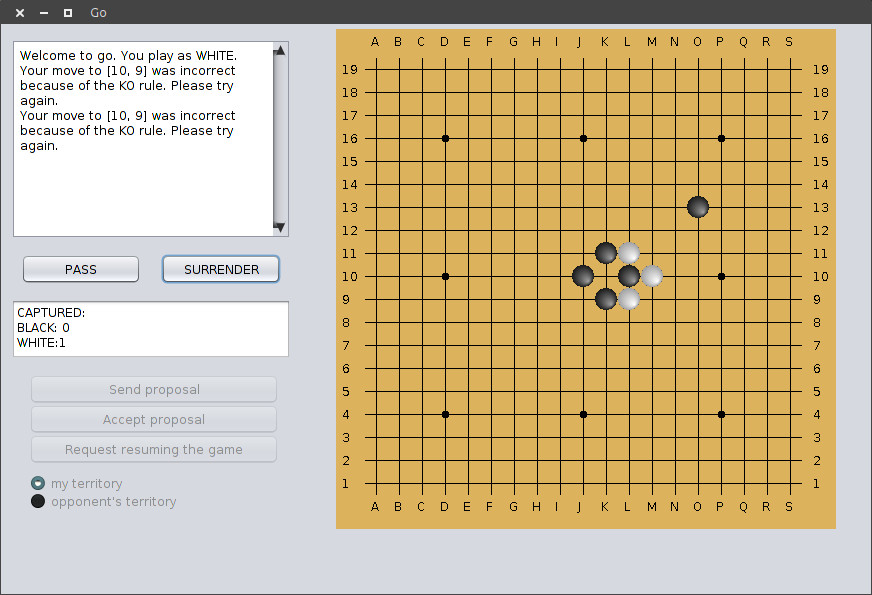 Go
Welcome to go. You play as WHITE.
Your move to [10, 9] was incorrect
because of the KO rule. Please try
again.
Your move to [10, 9] was incorrect
because of the KO rule. Please try
again.
PASS
SURRENDER
CAPTURED:
BLACK: 0
WHITE:1
Send proposal
Accept proposal
Request resuming the game
my territory
opponent's territory
A B C D E F G H I J K L M N O P Q R S
19 19
18 18
17 17
16 16
15 15
14 14
13 13
12 12
11 11
10 10
9 9
8 8
7 7
6 6
5 5
4 4
3 3
2 2
1 1
A B C D E F G H I J K L M N O P Q R S